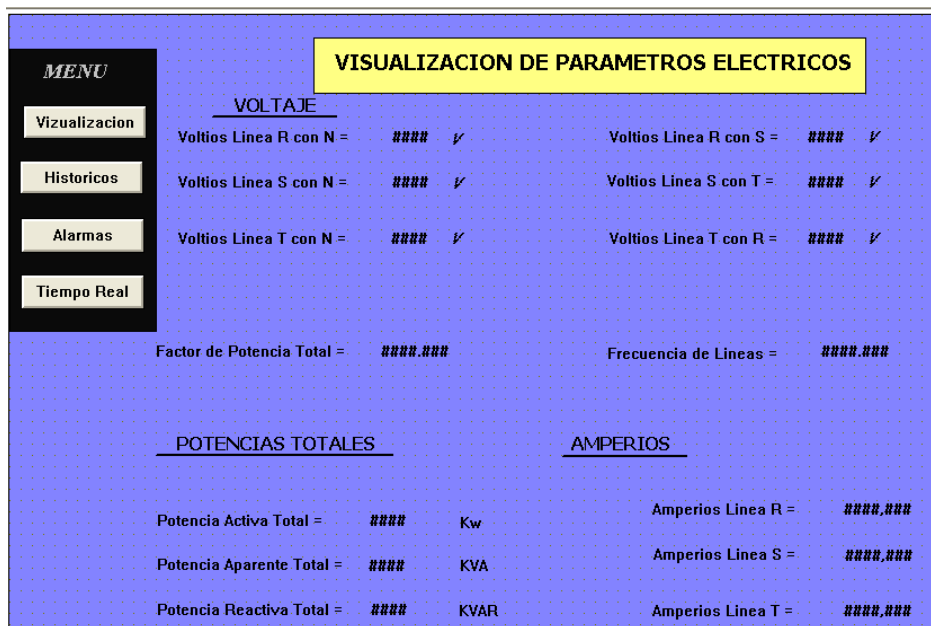 VISUALIZACION DE PARAMETROS ELECTRICOS
MENU
Vizualizacion
Historicos
Alarmas
Tiempo Real
VOLTAJE
Voltios Linea R con N = #### V
Voltios Linea R con S = #### V
Voltios Linea S con N = #### V
Voltios Linea S con T = #### V
Voltios Linea T con N = #### V
Voltios Linea T con R = #### V
Factor de Potencia Total = ####.###
Frecuencia de Lineas = ####.###
POTENCIAS TOTALES
Potencia Activa Total = #### Kw
Potencia Aparente Total = #### KVA
Potencia Reactiva Total = #### KVAR
AMPERIOS
Amperios Linea R = ####,###
Amperios Linea S = ####,###
Amperios Linea T = ####,###